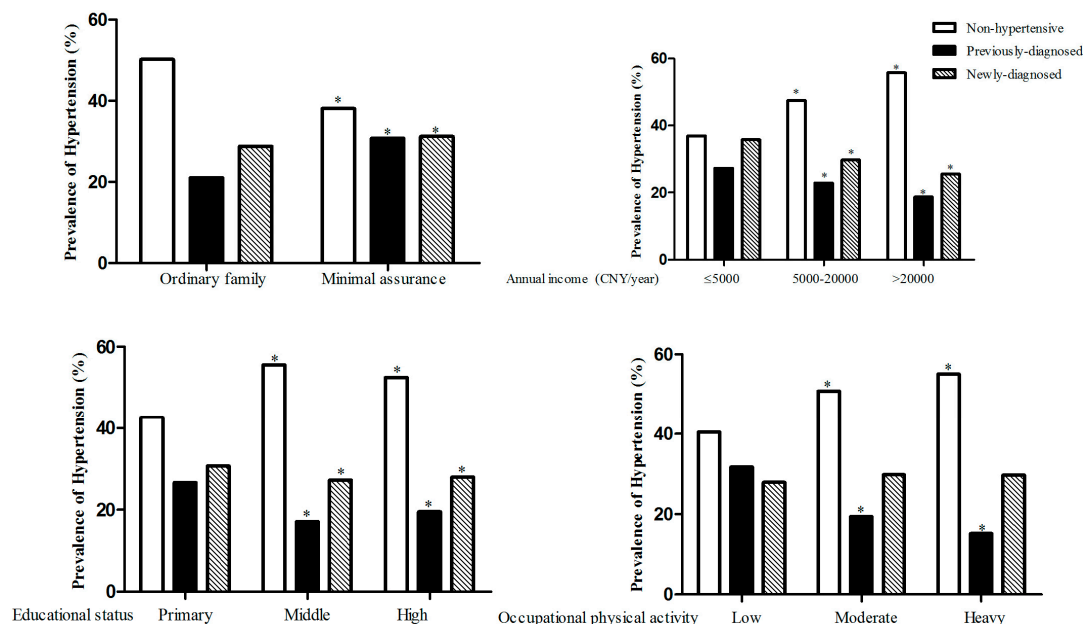 Prevalence of Hypertension (%)
60
40
20
0
*
* *
Ordinary family Minimal assurance
Non-hypertensive
Previously-diagnosed
Newly-diagnosed
Prevalence of Hypertension (%)
60
40
20
0
*
* *
*
* *
Annual income (CNY/year) ≤5000 5000-20000 >20000
Prevalence of Hypertension (%)
60
40
20
0
*
* *
*
* *
Educational status Primary Middle High
Prevalence of Hypertension (%)
60
40
20
0
*
*
*
*
Occupational physical activity Low Moderate Heavy